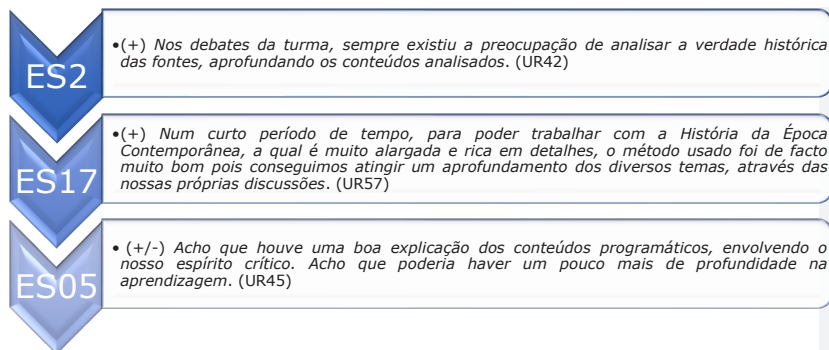 ES2
•(+) Nos debates da turma, sempre existiu a preocupação de analisar a verdade histórica
das fontes, aprofundando os conteúdos analisados. (UR42)
ES17
•(+) Num curto período de tempo, para poder trabalhar com a História da Época
Contemporânea, a qual é muito alargada e rica em detalhes, o método usado foi de facto
muito bom pois conseguimos atingir um aprofundamento dos diversos temas, através das
nossas próprias discussões. (UR57)
ES05
• (+/-) Acho que houve uma boa explicação dos conteúdos programáticos, envolvendo o
nosso espírito crítico. Acho que poderia haver um pouco mais de profundidade na
aprendizagem. (UR45)